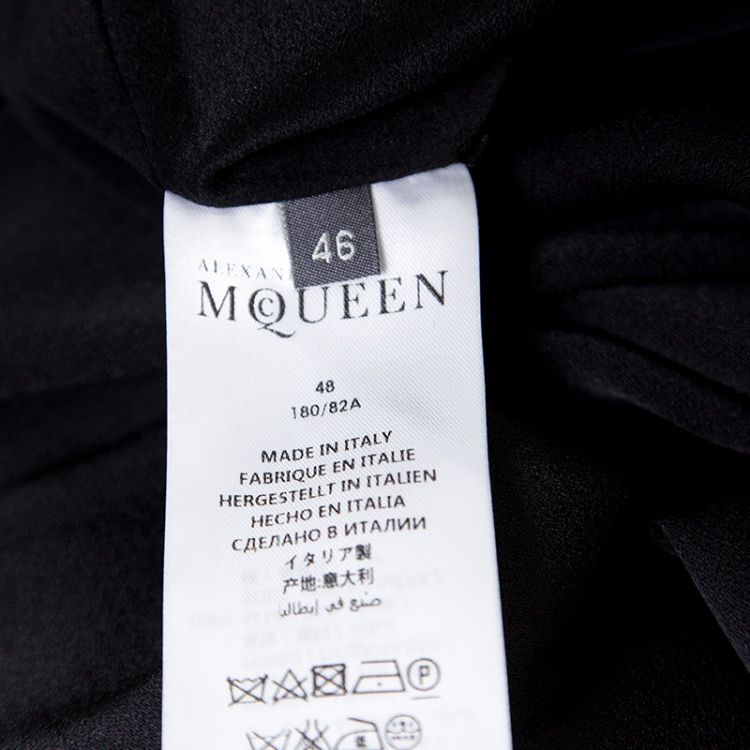 46
ALEXAN
McQUEEN
48
180/82A
MADE IN ITALY
FABRIQUE EN ITALIE
HERGESTELLT IN ITALIEN
HECHO EN ITALIA
СДЕЛАНО В ИТАЛИИ
イタリア製
产地:意大利
صنع في إيطاليا
P